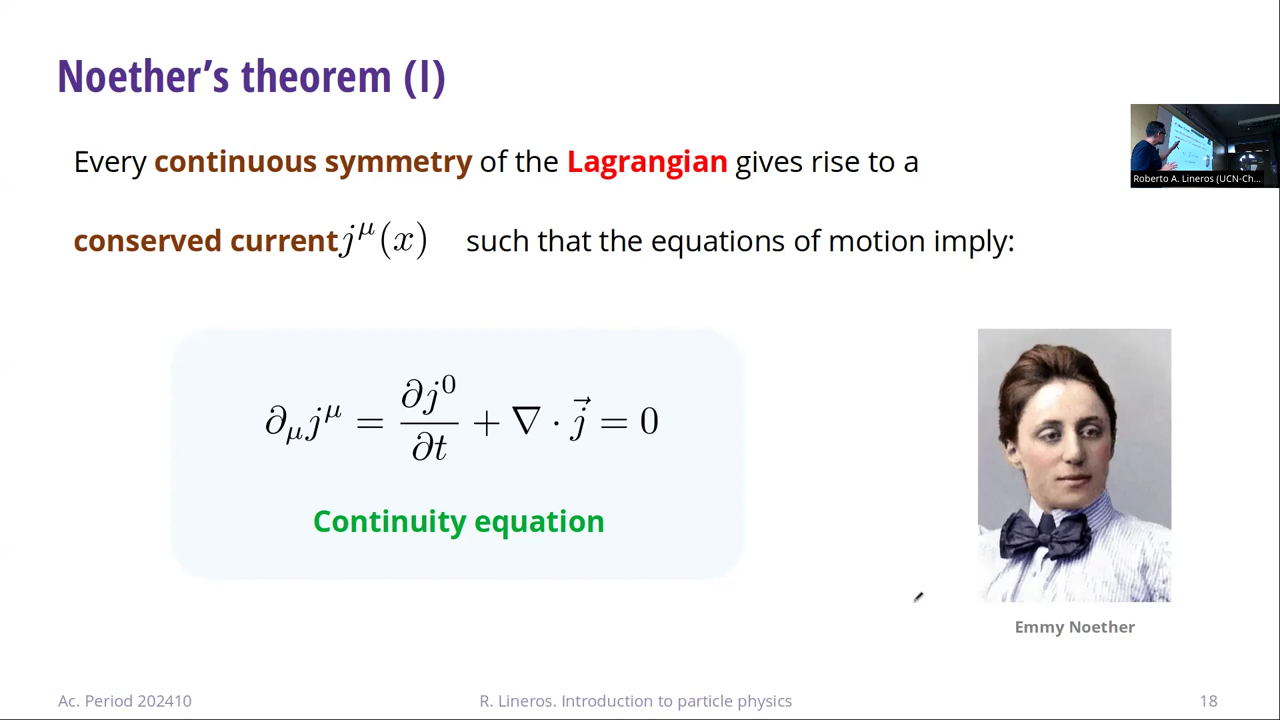 Noether's theorem (I)
Every continuous symmetry of the Lagrangian gives rise to a
conserved current j^μ(x) such that the equations of motion imply:
∂_μ j^μ = ∂j^0/∂t + ∇ · j⃗ = 0
Continuity equation
Roberto A. Lineros (UCN-Ch...
Emmy Noether
Ac. Period 202410
R. Lineros. Introduction to particle physics
18